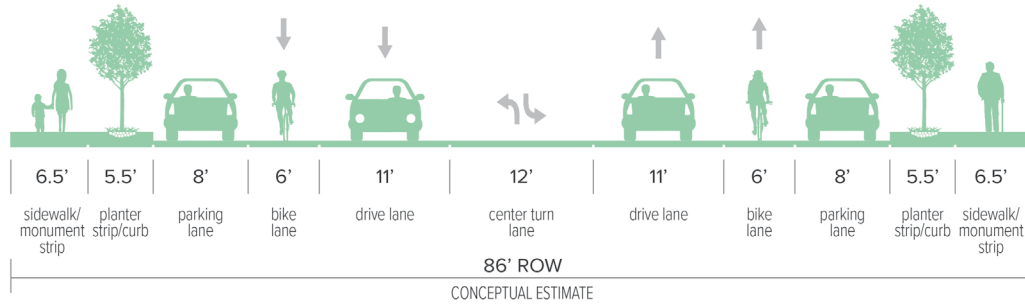 6.5’ 5.5’ 8’ 6’ 11’ 12’ 11’ 6’ 8’ 5.5’ 6.5’
sidewalk/ planter parking bike drive lane center turn drive lane bike parking planter sidewalk/
monument strip/curb lane lane lane lane lane strip/curb monument
strip strip
86’ ROW
CONCEPTUAL ESTIMATE